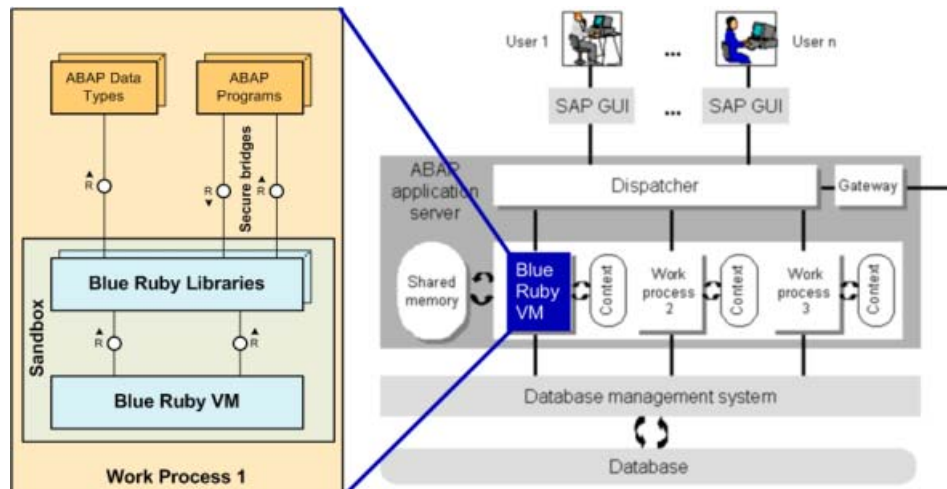 ABAP Data
Types
ABAP
Programs
R
R
R
Secure bridges
Blue Ruby Libraries
Sandbox
R
R
Blue Ruby VM
Work Process 1
User 1
...
User n
SAP GUI
...
SAP GUI
ABAP
application
server
Dispatcher
Gateway
Shared
memory
Blue
Ruby
VM
Context
Work
process
2
Context
Work
process
3
Context
Database management system
Database